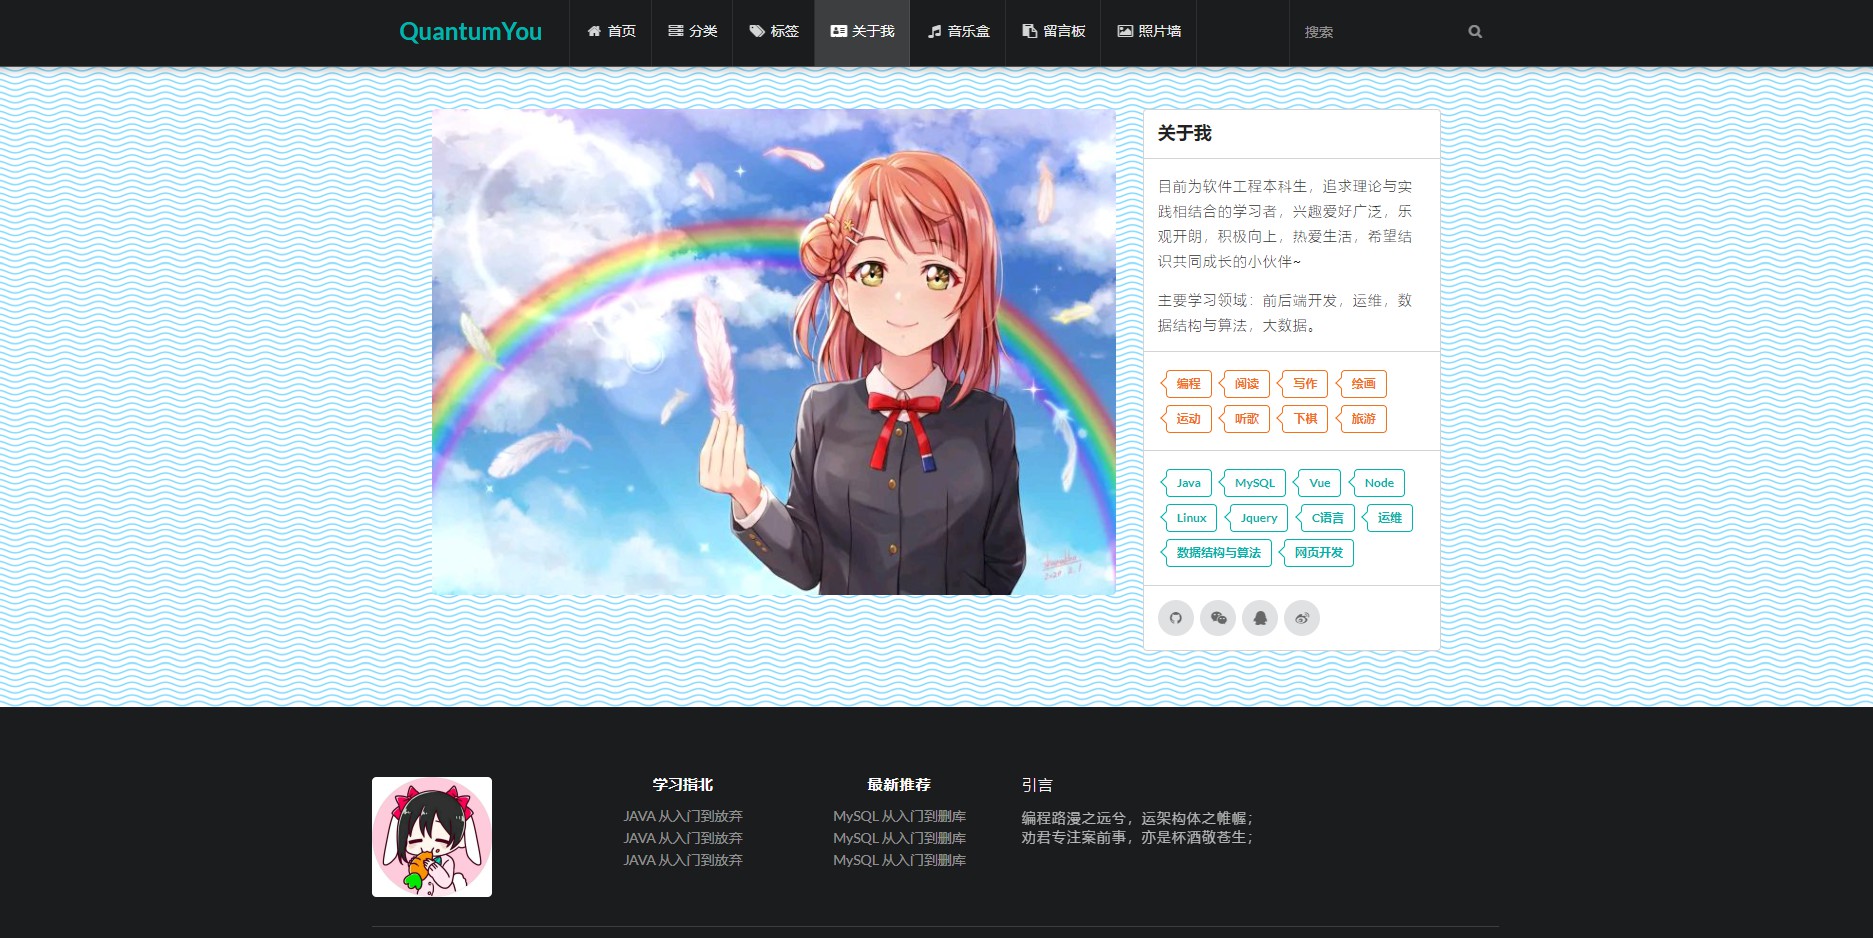 QuantumYou 首页 分类 标签 关于我 音乐盒 留言板 照片墙 搜索
关于我
目前为软件工程本科生，追求理论与实
践相结合的学习者，兴趣爱好广泛，乐
观开朗，积极向上，热爱生活，希望结
识共同成长的小伙伴~
主要学习领域：前后端开发，运维，数
据结构与算法，大数据。
编程 阅读 写作 绘画
运动 听歌 下棋 旅游
Java MySQL Vue Node
Linux Jquery C语言 运维
数据结构与算法 网页开发
学习指北
JAVA 从入门到放弃
JAVA 从入门到放弃
JAVA 从入门到放弃
最新推荐
MySQL 从入门到删库
MySQL 从入门到删库
MySQL 从入门到删库
引言
编程路漫之远兮，运架构体之帷幄；
劝君专注案前事，亦是杯酒敬苍生；